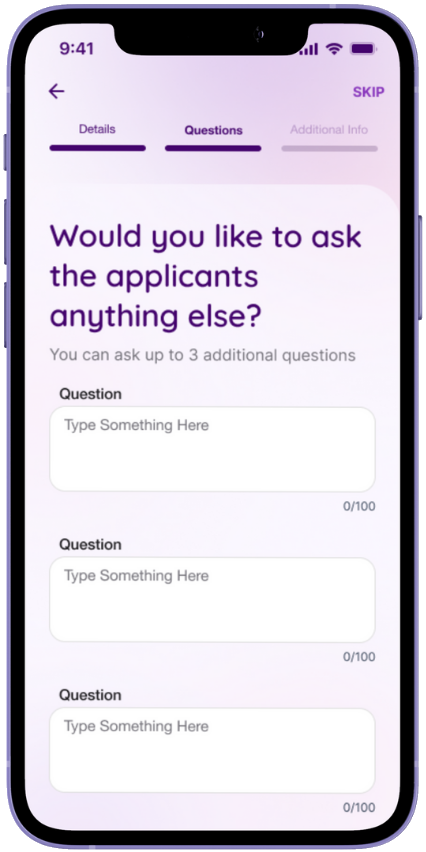 9:41
SKIP
Details Questions Additional Info
Would you like to ask
the applicants
anything else?
You can ask up to 3 additional questions
Question
Type Something Here
0/100
Question
Type Something Here
0/100
Question
Type Something Here
0/100